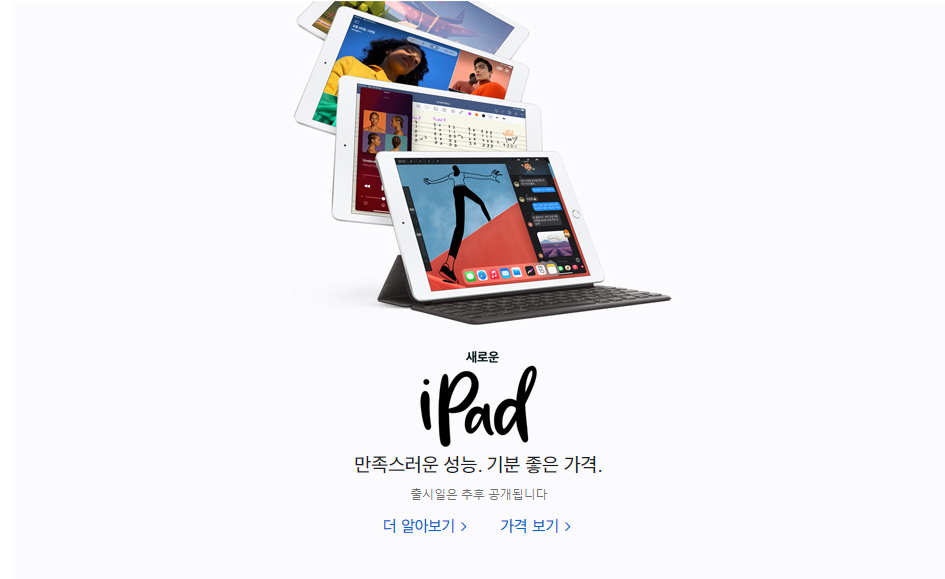 새로운
iPad
만족스러운 성능. 기분 좋은 가격.
출시일은 추후 공개됩니다
더 알아보기 >
가격 보기 >